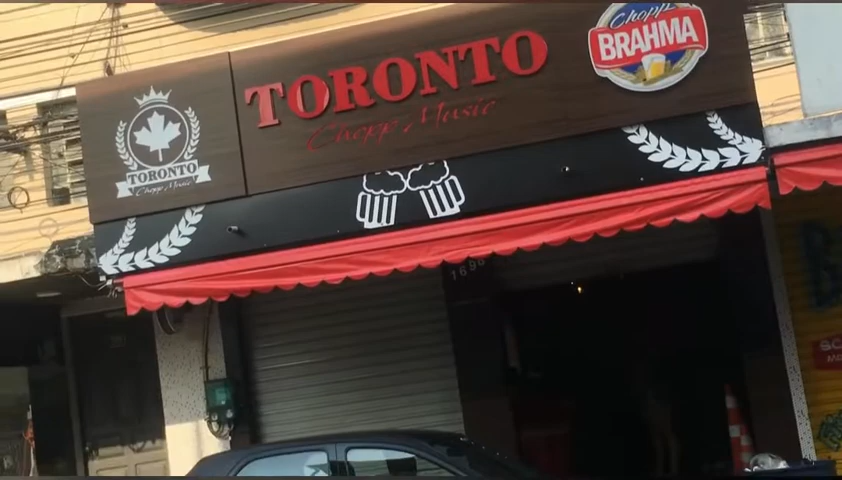 TORONTO
Chopp Music
TORONTO
Chopp Music
Chopp
BRAHMA
1698